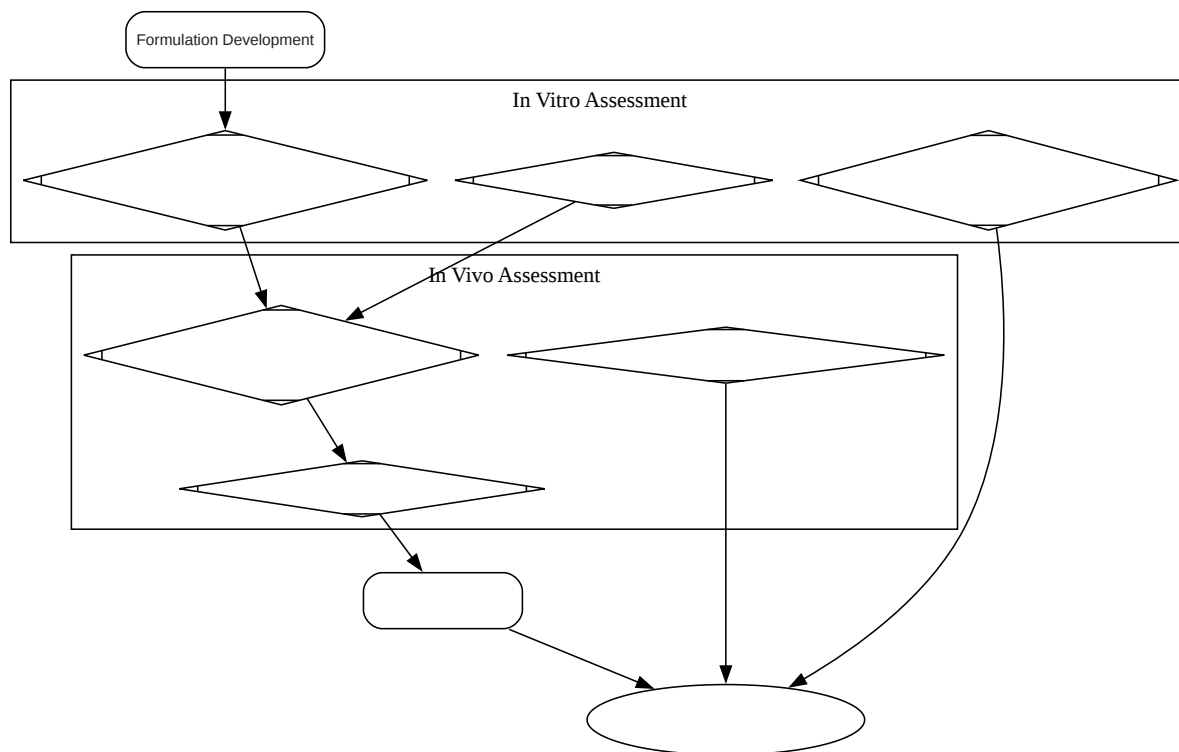 Formulation Development
In Vitro Assessment
In Vivo Assessment